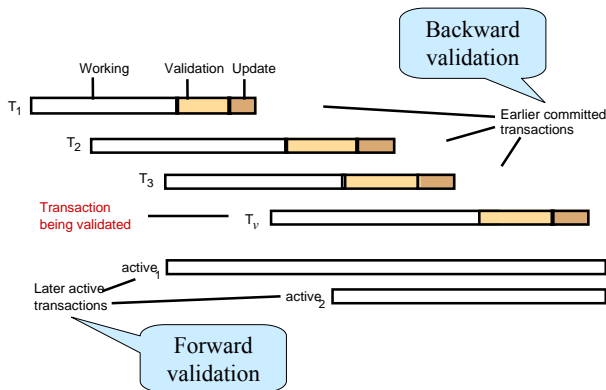 Backward
validation
Working Validation Update
T1
Earlier committed
transactions
T2
T3
Transaction
being validated
Tv
active1
Later active
transactions
active2
Forward
validation